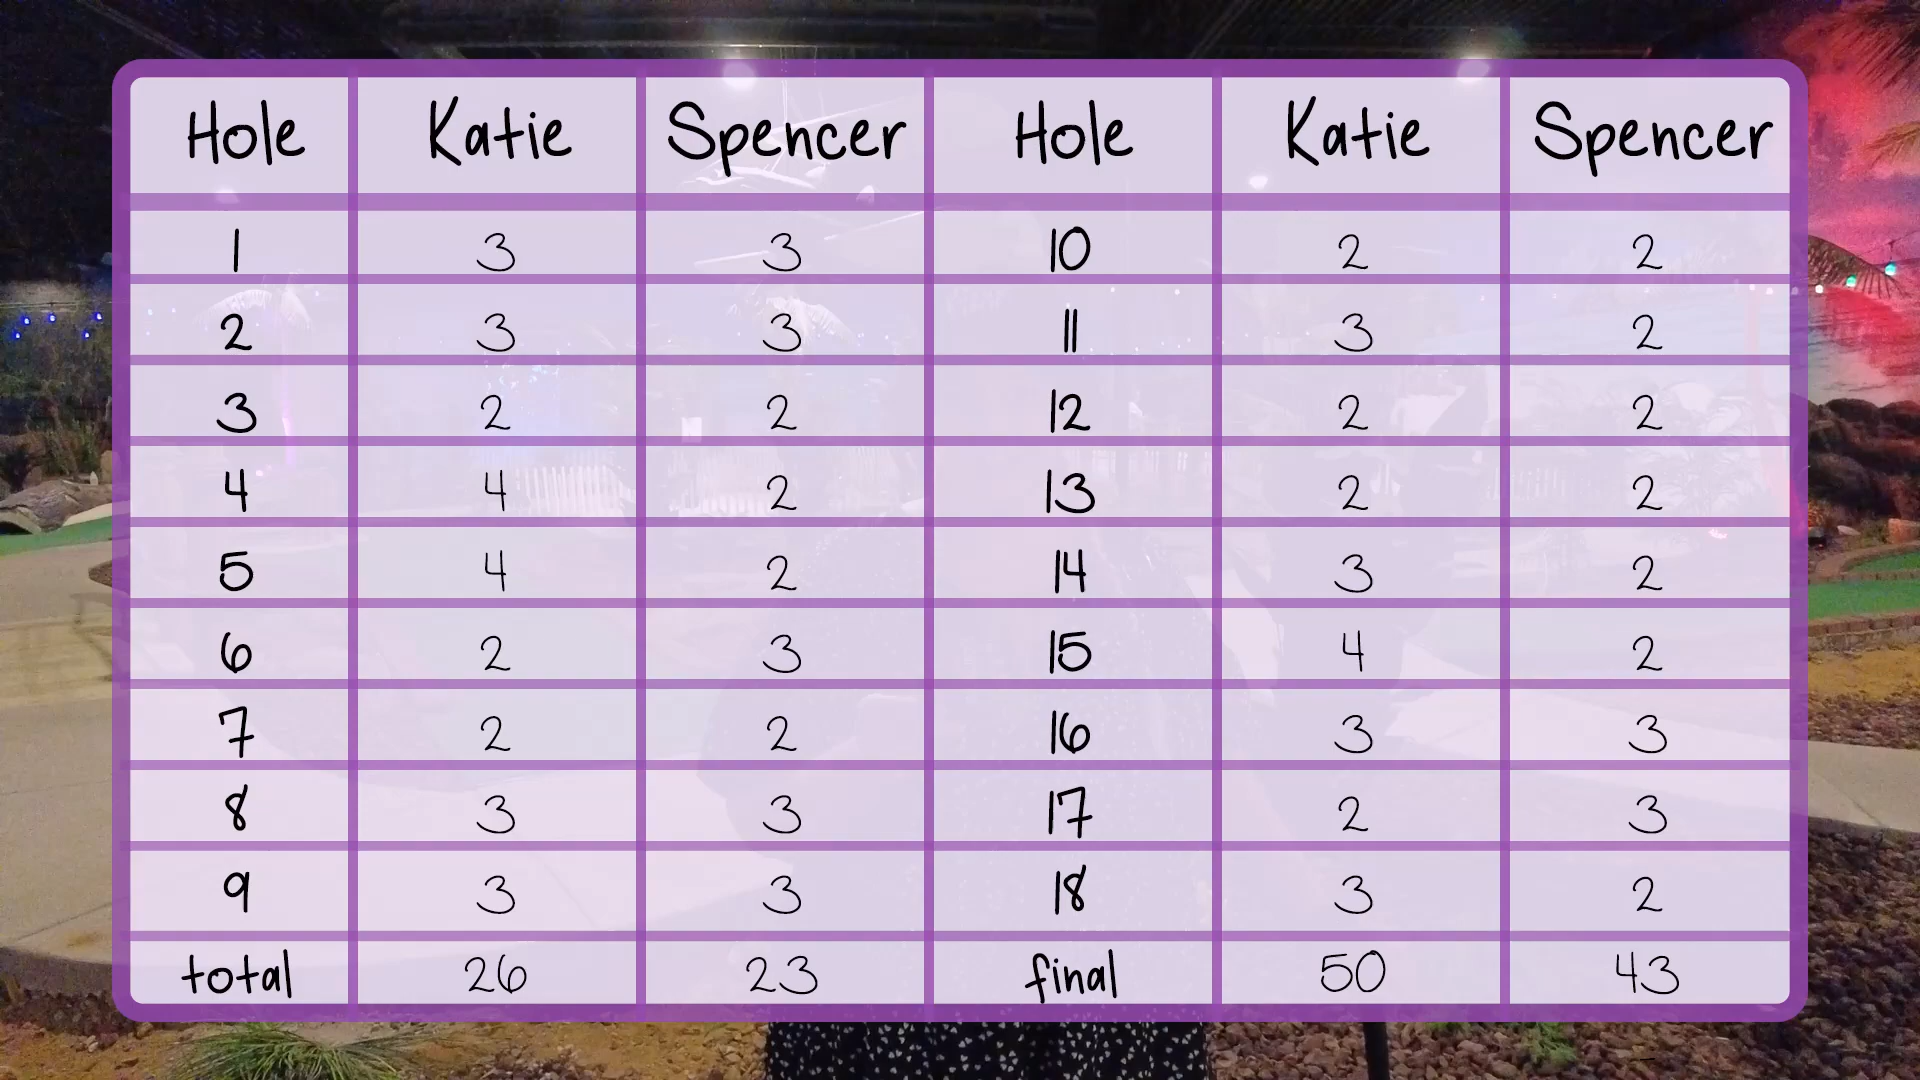 Hole Katie Spencer Hole Katie Spencer
1 3 3 10 2 2
2 3 3 11 3 2
3 2 2 12 2 2
4 4 2 13 2 2
5 4 2 14 3 2
6 2 3 15 4 2
7 2 2 16 3 3
8 3 3 17 2 3
9 3 3 18 3 2
total 26 23 final 50 43